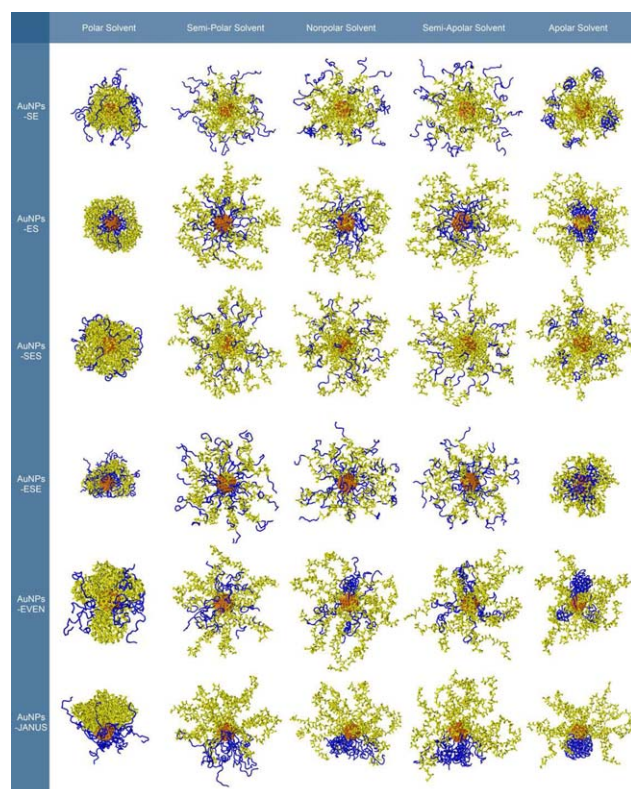 Polar Solvent Semi-Polar Solvent Nonpolar Solvent Semi-Apolar Solvent Apolar Solvent
AuNPs
-SE
AuNPs
-ES
AuNPs
-SES
AuNPs
-ESE
AuNPs
-EVEN
AuNPs
-JANUS